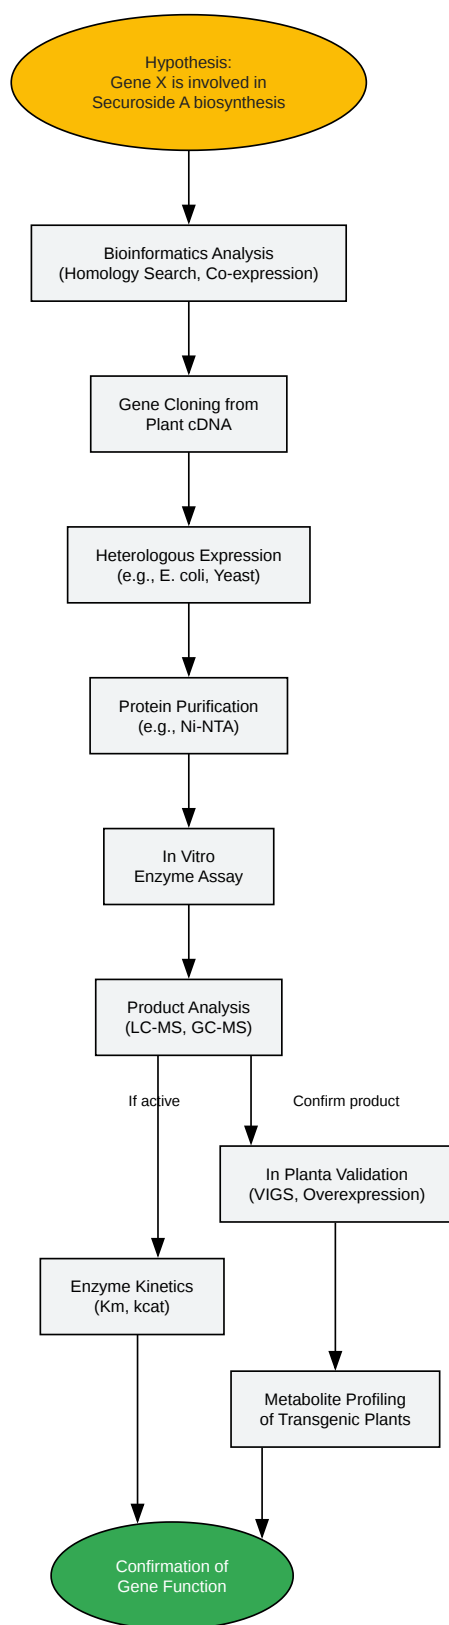 Hypothesis:
Gene X is involved in
Securoside A biosynthesis
Bioinformatics Analysis
(Homology Search, Co-expression)
Gene Cloning from
Plant cDNA
Heterologous Expression
(e.g., E. coli, Yeast)
Protein Purification
(e.g., Ni-NTA)
In Vitro
Enzyme Assay
Product Analysis
(LC-MS, GC-MS)
If active
Confirm product
In Planta Validation
(VIGS, Overexpression)
Enzyme Kinetics
(Km, kcat)
Metabolite Profiling
of Transgenic Plants
Confirmation of
Gene Function